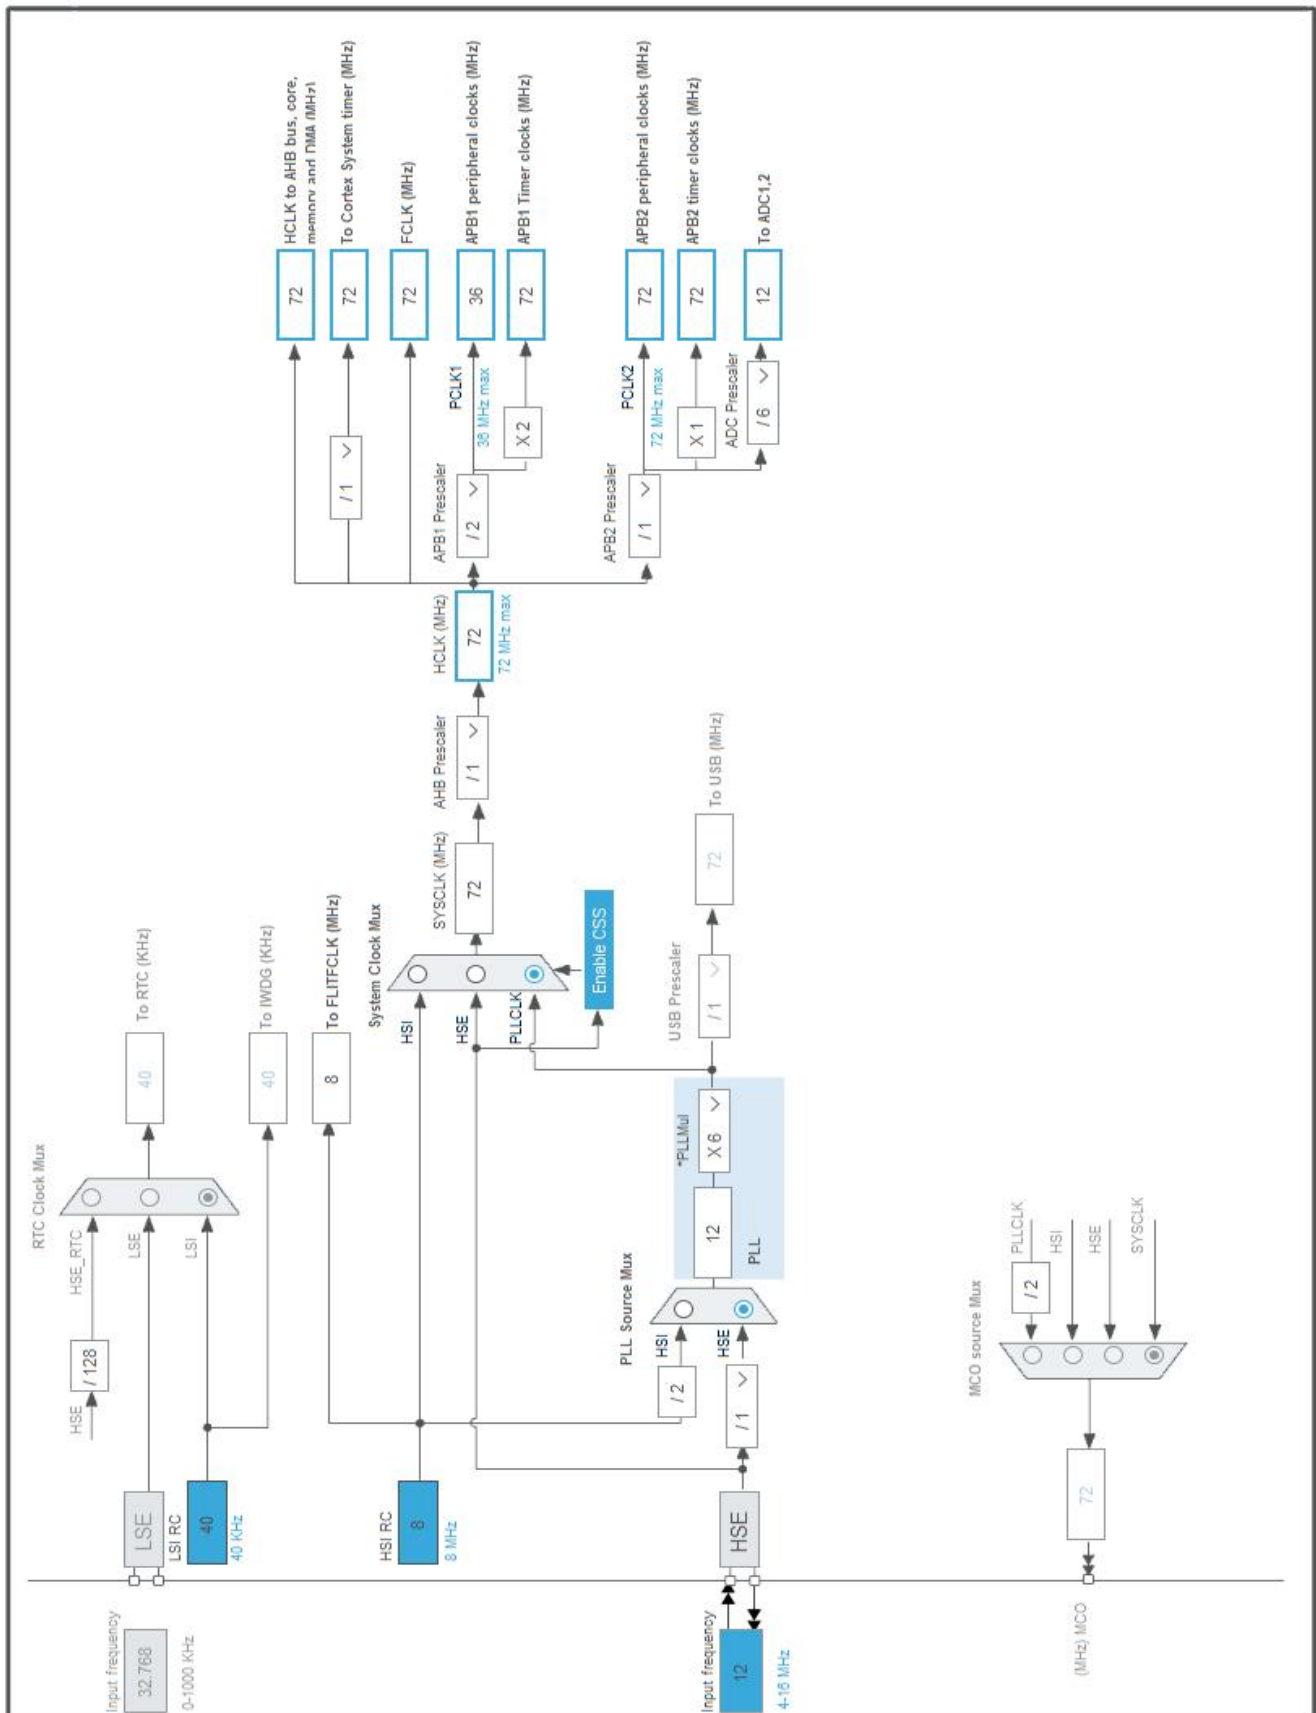 Input frequency
32.768
0-1000 KHz
LSE
LSI RC
40
40 KHz
HSE
/ 128
HSE_RTC
LSE
LSI
RTC Clock Mux
40
To RTC (KHz)
40
To IWDG (KHz)
8
To FLITFCLK (MHz)
HSI RC
8
8 MHz
System Clock Mux
HSI
HSE
PLLCLK
Enable CSS
SYSCLK (MHz)
72
AHB Prescaler
/ 1
HCLK (MHz)
72
72 MHz max
72
HCLK to AHB bus, core,
memory and DMA (MHz)
/ 1
72
To Cortex System timer (MHz)
72
FCLK (MHz)
APB1 Prescaler
/ 2
PCLK1
36 MHz max
36
APB1 peripheral clocks (MHz)
X 2
72
APB1 Timer clocks (MHz)
APB2 Prescaler
/ 1
PCLK2
72 MHz max
72
APB2 peripheral clocks (MHz)
X 1
72
APB2 timer clocks (MHz)
ADC Prescaler
/ 6
12
To ADC1,2
Input frequency
12
4-16 MHz
HSE
/ 2
/ 1
PLL Source Mux
HSI
HSE
12
PLL
*PLLMul
X 6
USB Prescaler
/ 1
72
To USB (MHz)
(MHz) MCO
72
MCO source Mux
/ 2
PLLCLK
HSI
HSE
SYSCLK